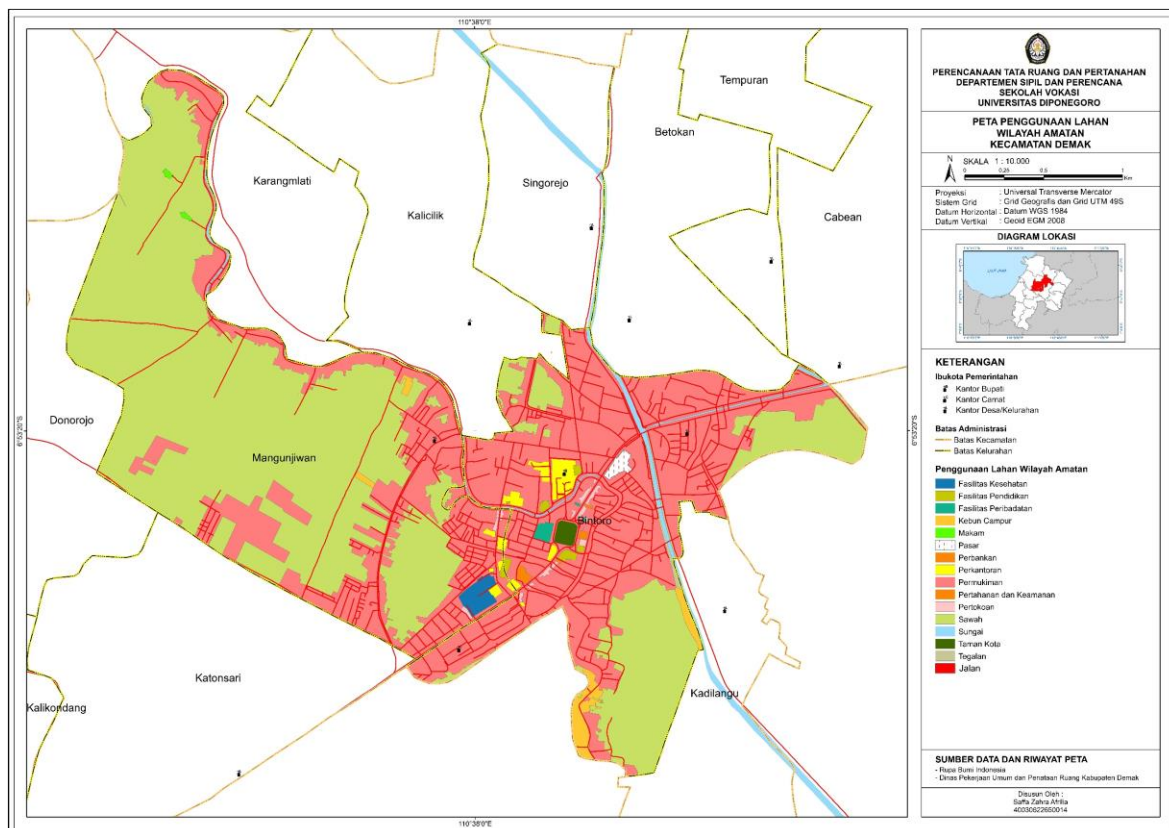 110°38'0"E
6°53'20"S
6°53'20"S
110°38'0"E
Tempuran
Betokan
Karangmlati
Singorejo
Kalicilik
Cabean
Donorojo
Mangunjiwan
Bintoro
Katonsari
Kadilangu
Kalikondang
PERENCANAAN TATA RUANG DAN PERTANAHAN
DEPARTEMEN SIPIL DAN PERENCANA
SEKOLAH VOKASI
UNIVERSITAS DIPONEGORO
PETA PENGGUNAAN LAHAN
WILAYAH AMATAN
KECAMATAN DEMAK
N
SKALA 1 : 10.000
0 0.25 0.5 1
Km
Proyeksi : Universal Transverse Mercator
Sistem Grid : Grid Geografis dan Grid UTM 49S
Datum Horizontal : Datum WGS 1984
Datum Vertikal : Geoid EGM 2008
DIAGRAM LOKASI
KETERANGAN
Ibukota Pemerintahan
Kantor Bupati
Kantor Camat
Kantor Desa/Kelurahan
Batas Administrasi
Batas Kecamatan
Batas Kelurahan
Penggunaan Lahan Wilayah Amatan
Fasilitas Kesehatan
Fasilitas Pendidikan
Fasilitas Peribadatan
Kebun Campur
Makam
Pasar
Perbankan
Perkantoran
Permukiman
Pertahanan dan Keamanan
Pertokoan
Sawah
Sungai
Taman Kota
Tegalan
Jalan
SUMBER DATA DAN RIWAYAT PETA
- Rupa Bumi Indonesia
- Dinas Pekerjaan Umum dan Penataan Ruang Kabupaten Demak
Disusun Oleh :
Saffa Zahra Afrilia
40030622650014